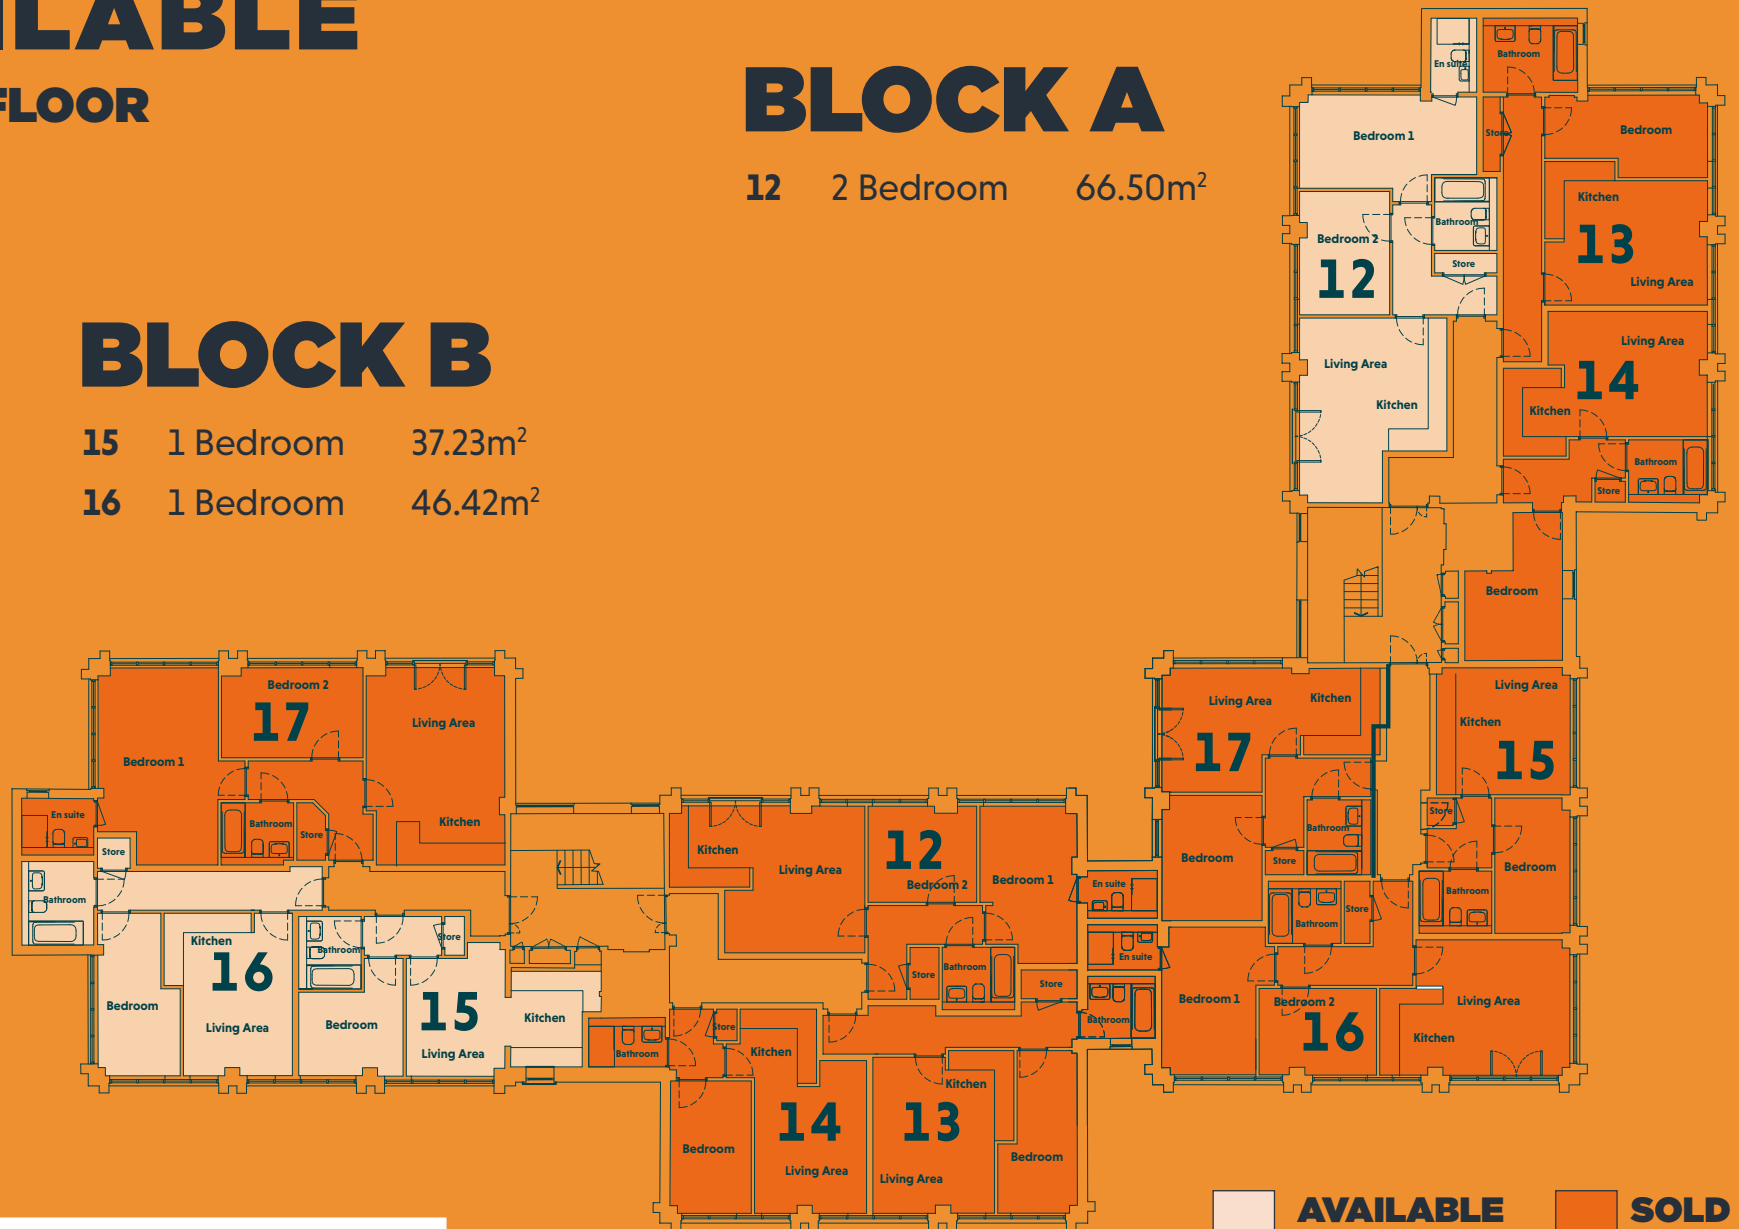 ILABLE
FLOOR
BLOCK A
12 2 Bedroom 66.50m²
BLOCK B
15 1 Bedroom 37.23m²
16 1 Bedroom 46.42m²
En suite
Bathroom
Bedroom 1
Store
Bedroom
Kitchen
13
Living Area
Bathroom
Bedroom 2
Store
12
Living Area
Kitchen
Living Area
14
Kitchen
Bathroom
Store
Bedroom
Bedroom 2
17
Living Area
Bedroom 1
Kitchen
En suite
Bathroom
Store
Store
Bathroom
Kitchen
16
Bedroom
Living Area
Bathroom
Store
15
Bedroom
Living Area
Kitchen
Kitchen
Living Area
12
Bedroom 2
Bedroom 1
En suite
Store
Bathroom
Store
Bathroom
Store
Kitchen
14
Bedroom
Living Area
Bathroom
Kitchen
13
Living Area
Bedroom
Living Area
Kitchen
17
Bedroom
Bathroom
Store
Living Area
Kitchen
15
Store
Bedroom
Bathroom
Bathroom
Store
En suite
Bedroom 1
Bedroom 2
16
Living Area
Kitchen
AVAILABLE
SOLD